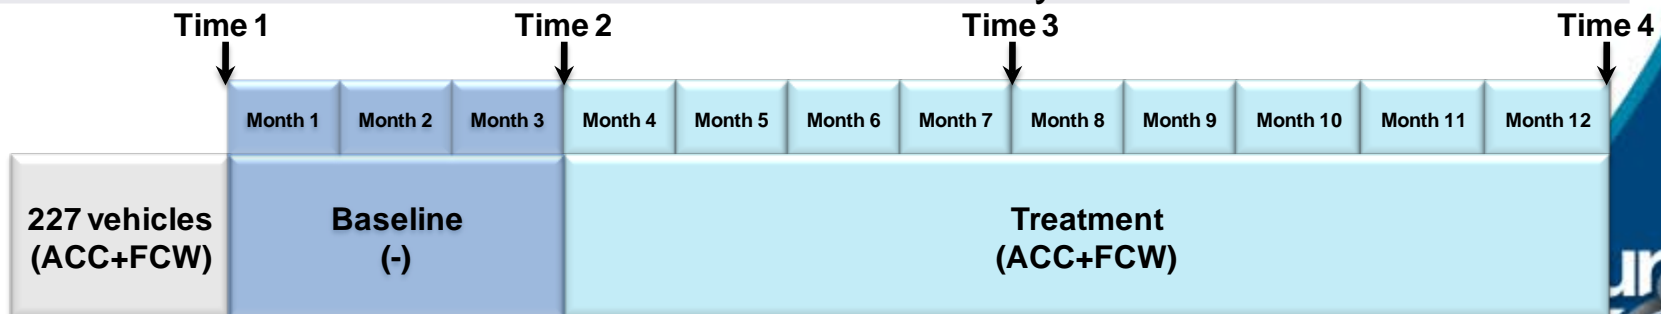 Time 1 Time 2 Time 3 Time 4
Month 1 Month 2 Month 3 Month 4 Month 5 Month 6 Month 7 Month 8 Month 9 Month 10 Month 11 Month 12
227 vehicles
(ACC+FCW)
Baseline
(-)
Treatment
(ACC+FCW)